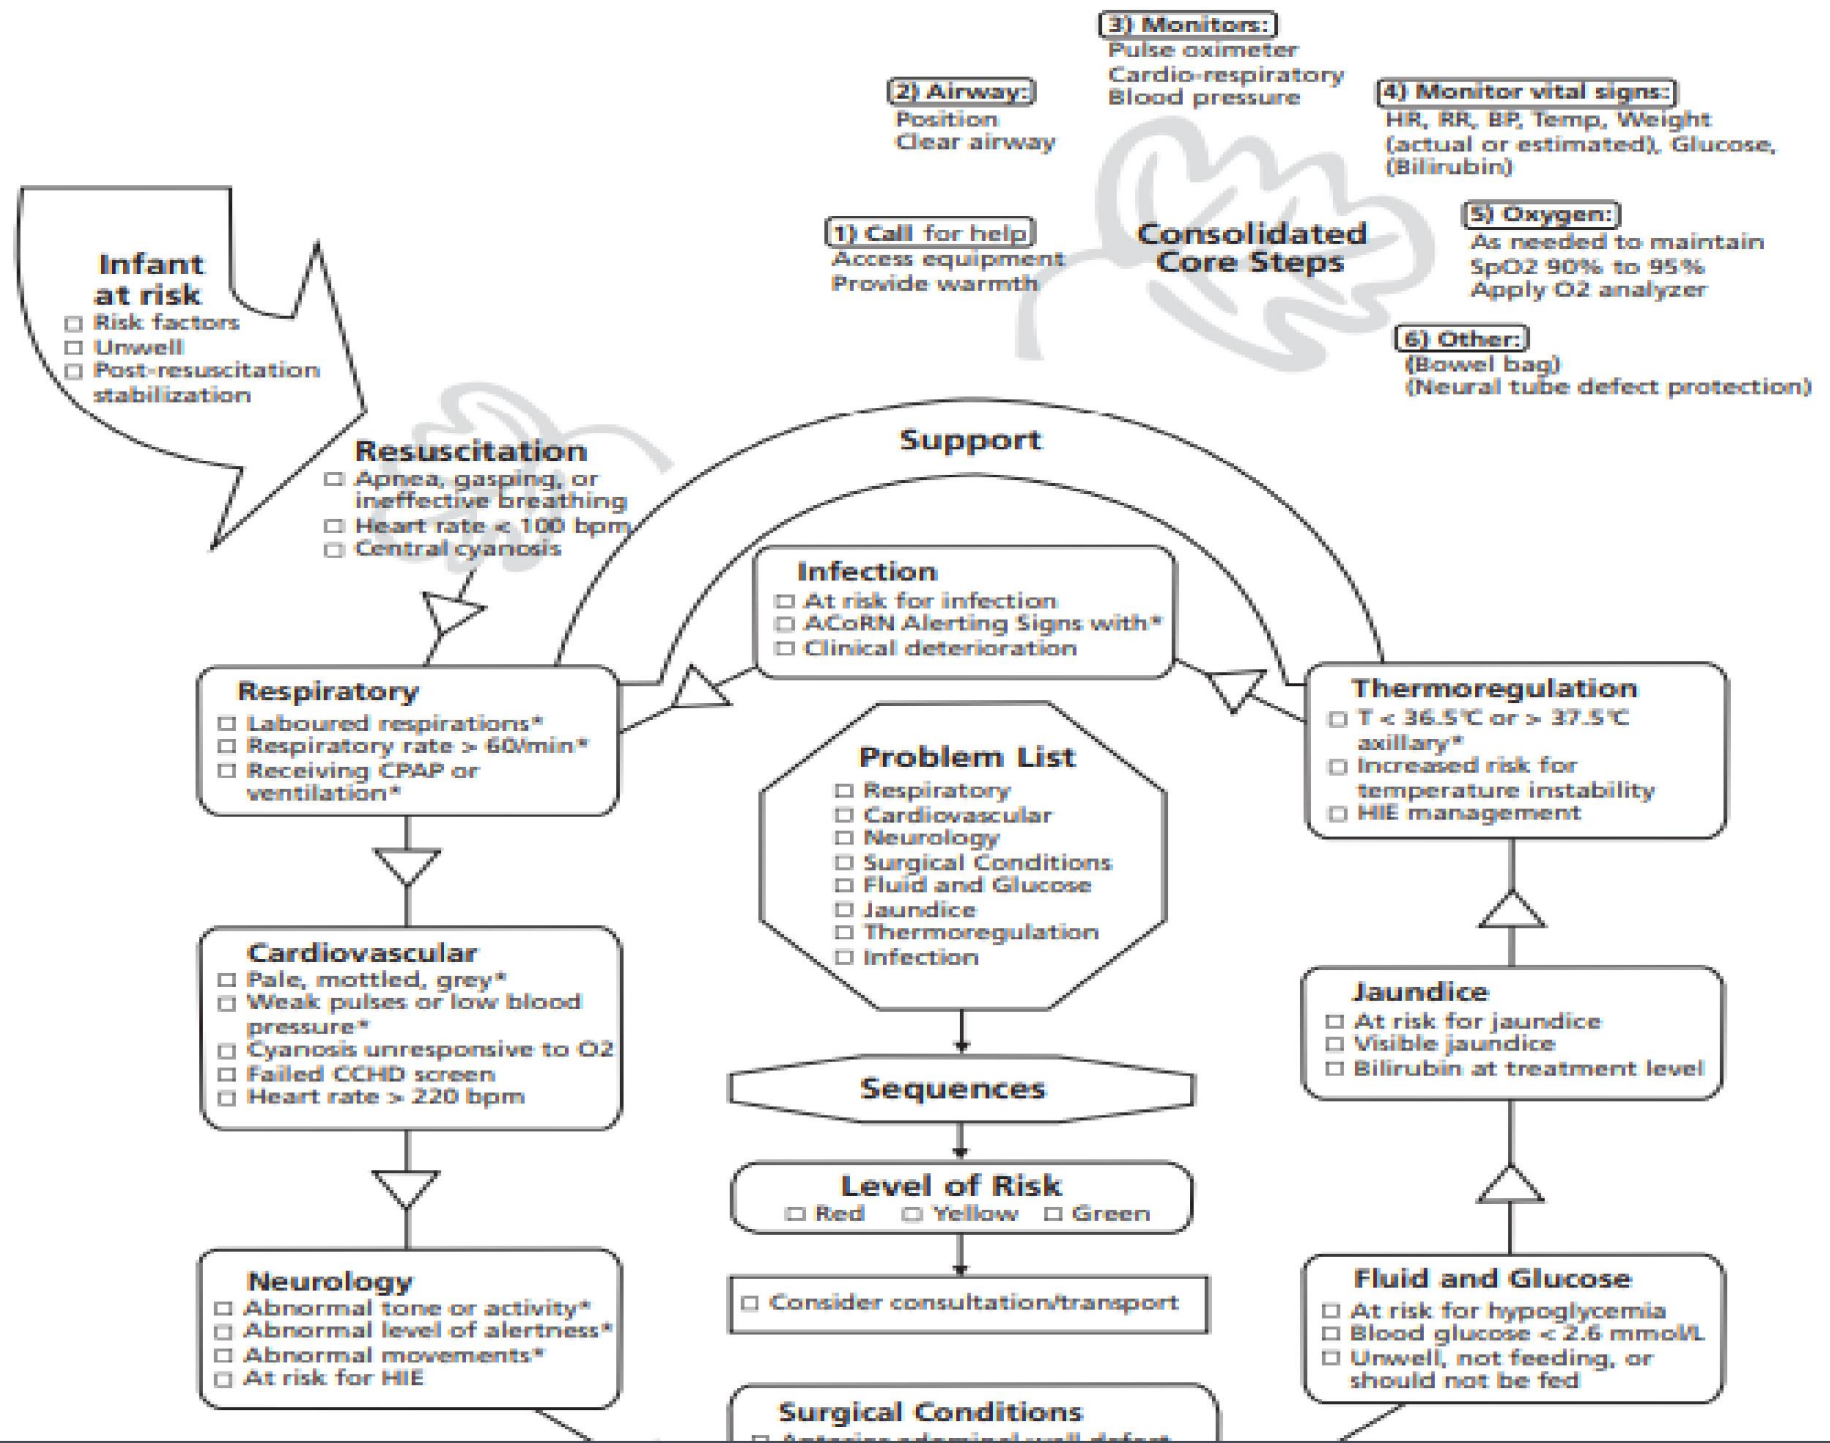 3) Monitors:
Pulse oximeter
Cardio-respiratory
Blood pressure
2) Airway:
Position
Clear airway
4) Monitor vital signs:
HR, RR, BP, Temp, Weight
(actual or estimated), Glucose,
(Bilirubin)
1) Call for help
Access equipment
Provide warmth
Consolidated
Core Steps
5) Oxygen:
As needed to maintain
SpO2 90% to 95%
Apply O2 analyzer
6) Other:
(Bowel bag)
(Neural tube defect protection)
Infant
at risk
Risk factors
Unwell
Post-resuscitation
stabilization
Resuscitation
Apnea, gasping, or
ineffective breathing
Heart rate < 100 bpm
Central cyanosis
Support
Infection
At risk for infection
ACoRN Alerting Signs with*
Clinical deterioration
Respiratory
Laboured respirations*
Respiratory rate > 60/min*
Receiving CPAP or
ventilation*
Thermoregulation
T < 36.5°C or > 37.5°C
axillary*
Increased risk for
temperature instability
HIE management
Problem List
Respiratory
Cardiovascular
Neurology
Surgical Conditions
Fluid and Glucose
Jaundice
Thermoregulation
Infection
Cardiovascular
Pale, mottled, grey*
Weak pulses or low blood
pressure*
Cyanosis unresponsive to O2
Failed CCHD screen
Heart rate > 220 bpm
Jaundice
At risk for jaundice
Visible jaundice
Bilirubin at treatment level
Sequences
Level of Risk
Red Yellow Green
Consider consultation/transport
Neurology
Abnormal tone or activity*
Abnormal level of alertness*
Abnormal movements*
At risk for HIE
Fluid and Glucose
At risk for hypoglycemia
Blood glucose < 2.6 mmol/L
Unwell, not feeding, or
should not be fed
Surgical Conditions